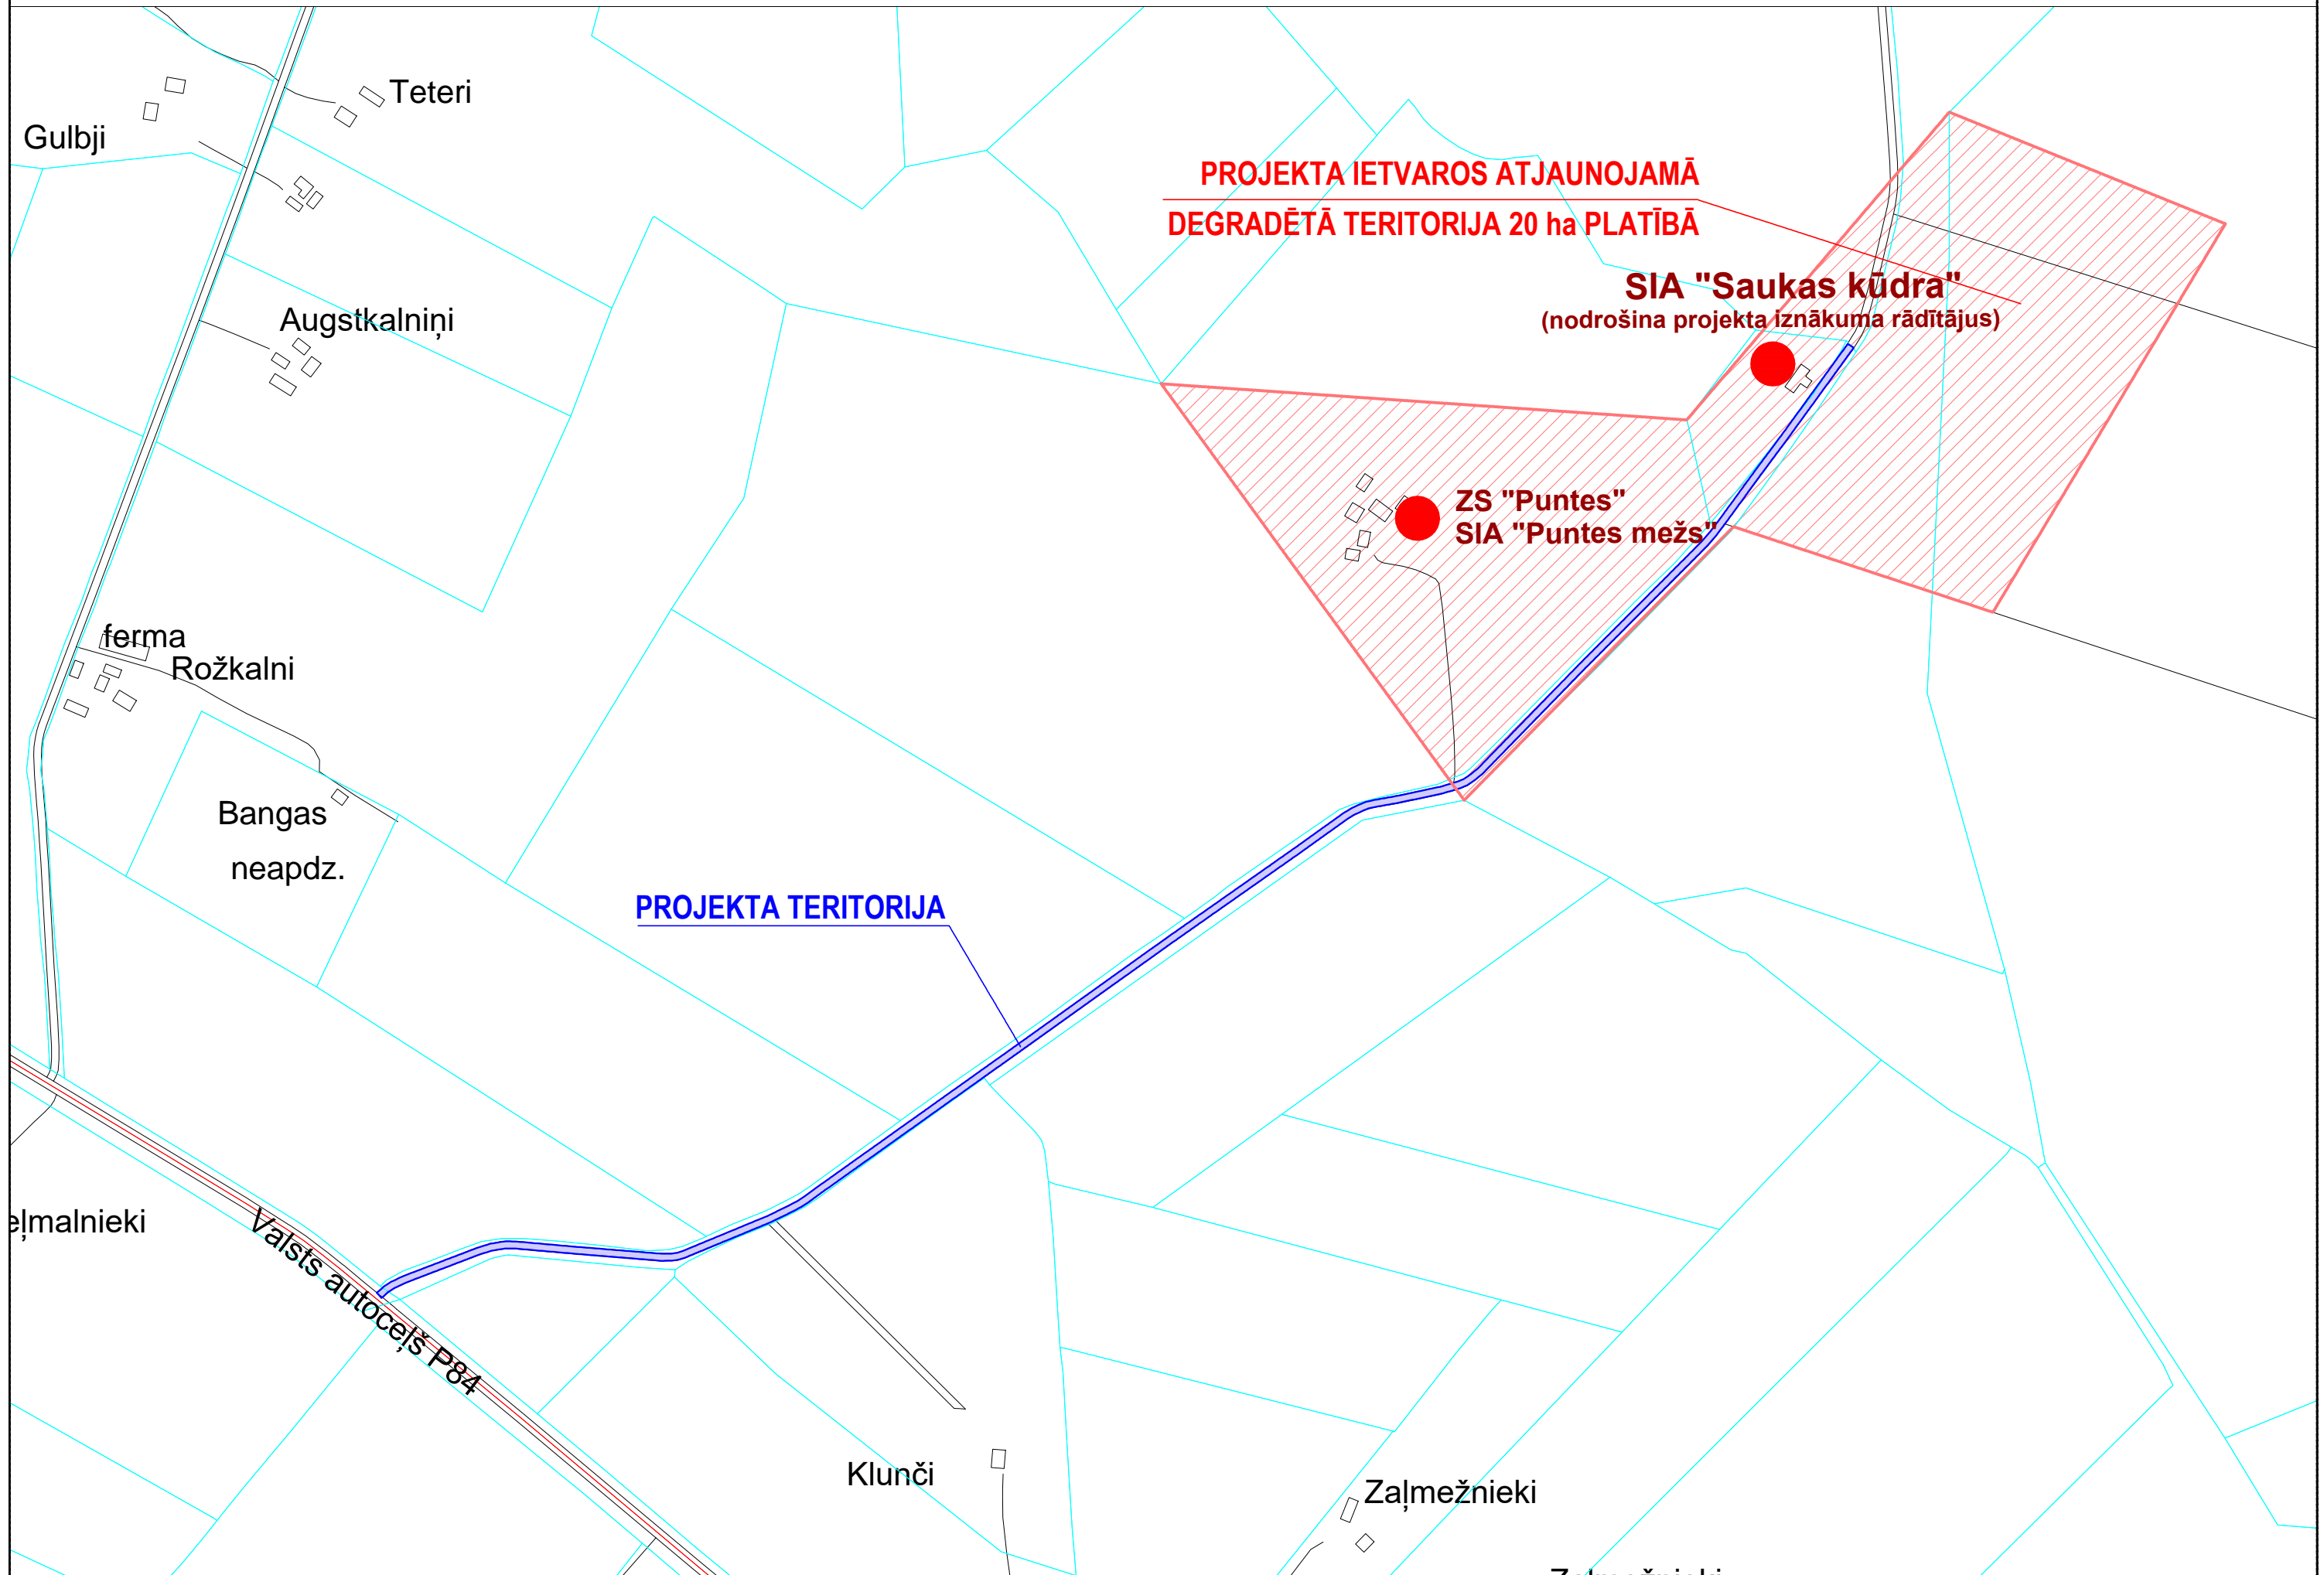 Teteri
Gulbji
PROJEKTA IETVAROS ATJAUNOJAMĀ
DEGRADĒTĀ TERITORIJA 20 ha PLATĪBĀ
SIA "Saukas kūdra"
(nodrošina projekta iznākuma rādītājus)
Augstkalniņi
ZS "Puntes"
SIA "Puntes mežs"
ferma
Rožkalni
Bangas
neapdz.
PROJEKTA TERITORIJA
eļmalnieki
Valsts autoceļš P84
Klunči
Zaļmežnieki